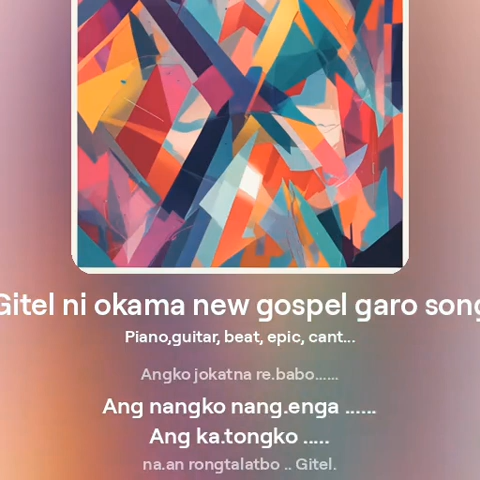 Gitel ni okama new gospel garo song
Piano,guitar, beat, epic, cant...
Angko jokatna re.babo......
Ang nangko nang.enga ......
Ang ka.tongko .....
na.an rongtalatbo .. Gitel.